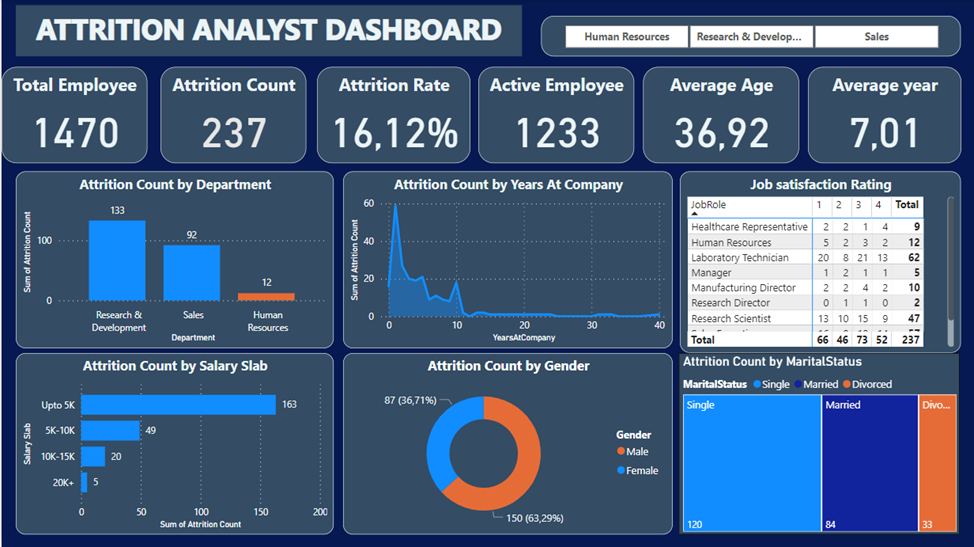 ATTRITION ANALYST DASHBOARD
Human Resources
Research & Develop...
Sales
Total Employee
1470
Attrition Count
237
Attrition Rate
16,12%
Active Employee
1233
Average Age
36,92
Average year
7,01
Attrition Count by Department
Sum of Attrition Count
100
0
133
92
12
Research &
Development
Sales
Human
Resources
Department
Attrition Count by Years At Company
Sum of Attrition Count
60
40
20
0
0 10 20 30 40
YearsAtCompany
Job satisfaction Rating
JobRole 1 2 3 4 Total
Healthcare Representative 2 2 1 4 9
Human Resources 5 2 3 2 12
Laboratory Technician 20 8 21 13 62
Manager 1 2 1 1 5
Manufacturing Director 2 2 4 2 10
Research Director 0 1 1 0 2
Research Scientist 13 10 15 9 47
Total 66 46 73 52 237
Attrition Count by Salary Slab
Salary Slab
Upto 5K 163
5K-10K 49
10K-15K 20
20K+ 5
0 50 100 150 200
Sum of Attrition Count
Attrition Count by Gender
87 (36,71%)
150 (63,29%)
Gender
Male
Female
Attrition Count by MaritalStatus
MaritalStatus Single Married Divorced
Single
Married
Divo...
120
84
33